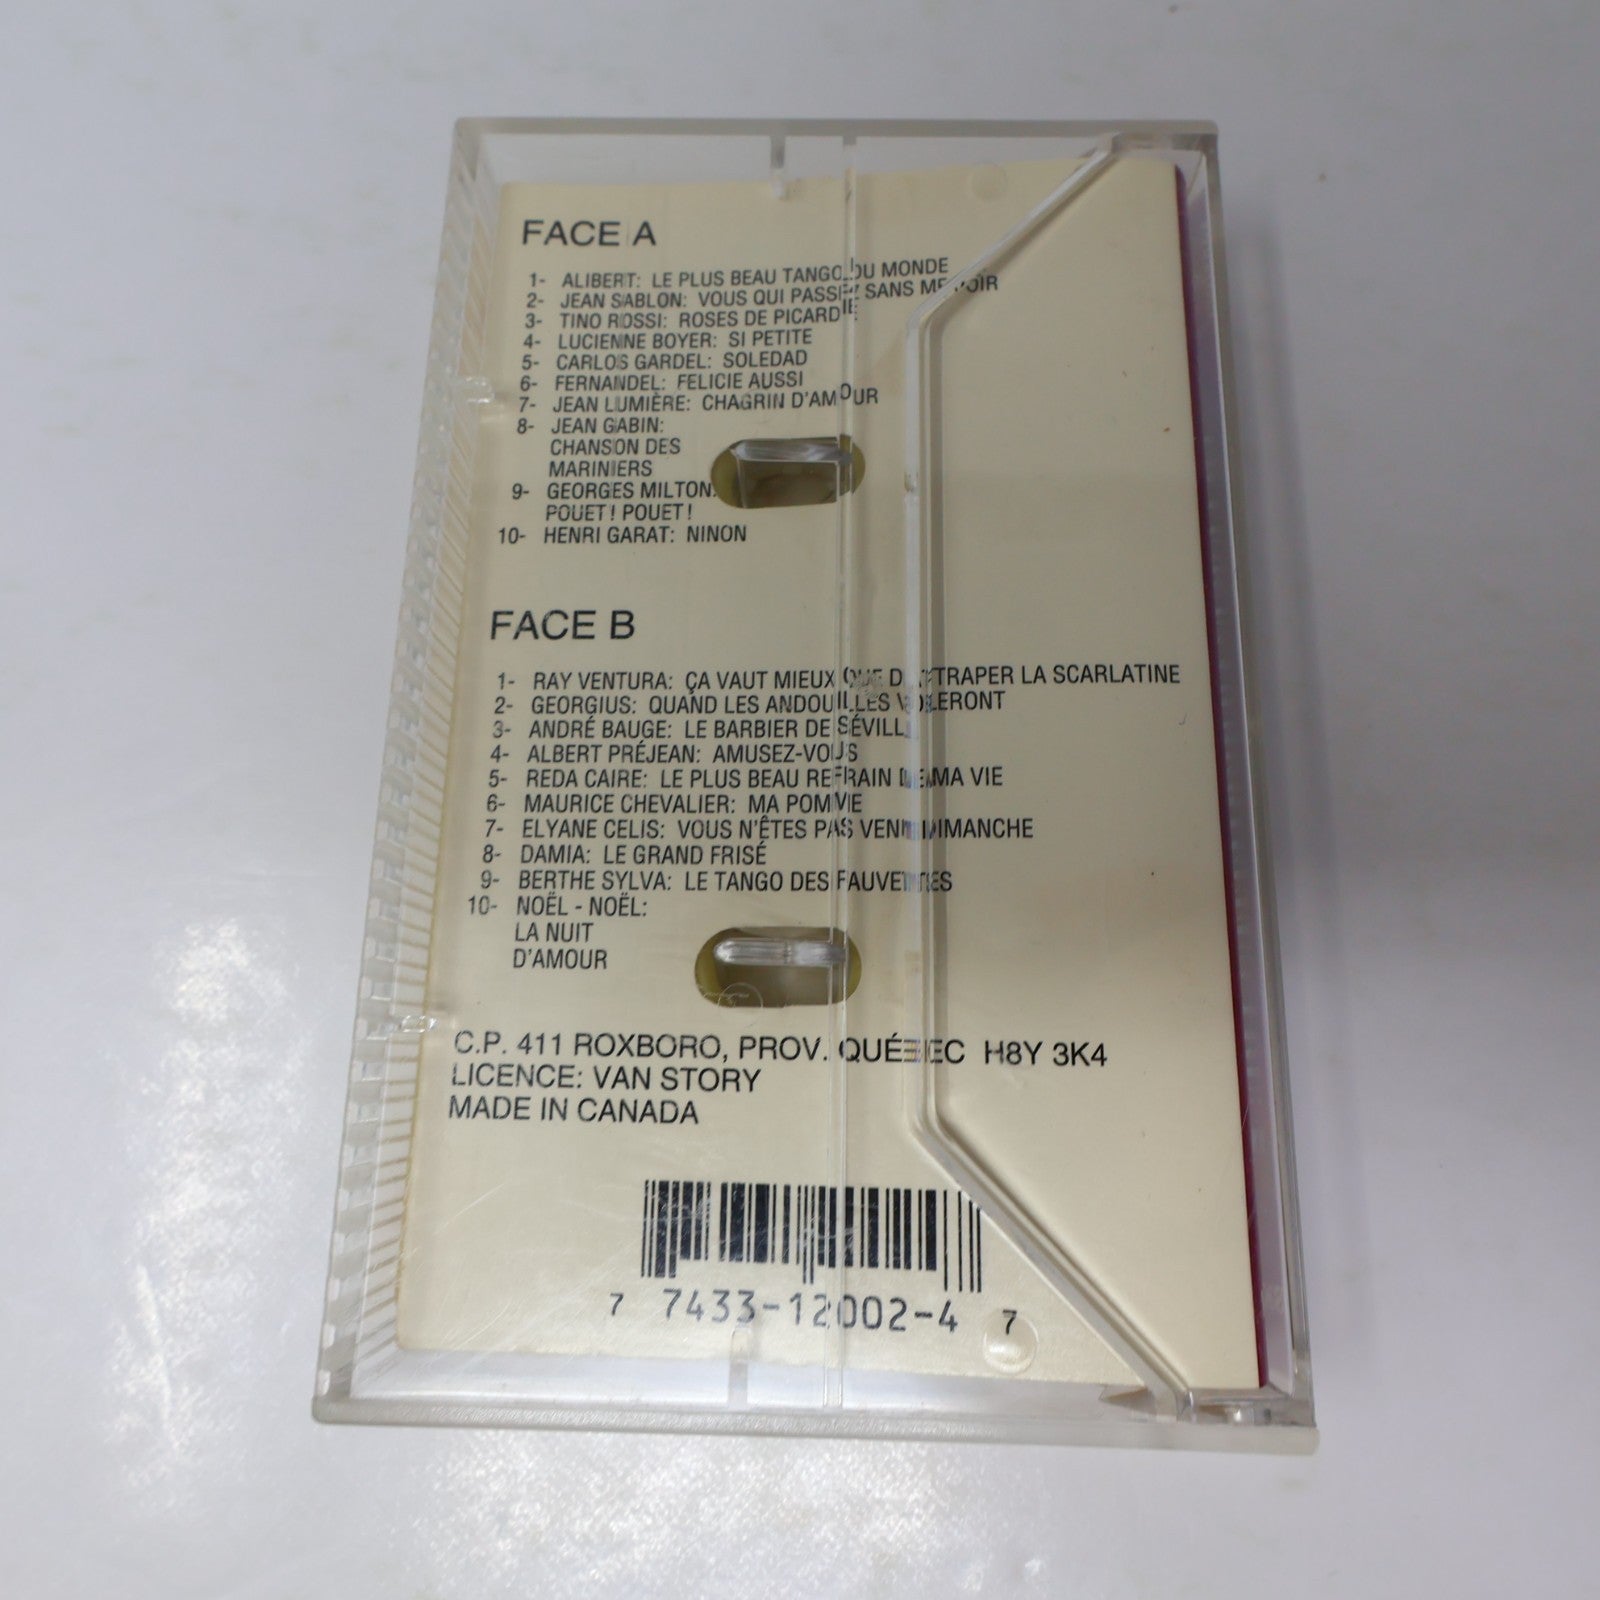 FACE A
1- ALIBERT: LE PLUS BEAU TANGO DU MONDE
2- JEAN SABLON: VOUS QUI PASSEZ SANS ME VOIR
3- TINO ROSSI: ROSES DE PICARDIE
4- LUCIENNE BOYER: SI PETITE
5- CARLOS GARDEL: SOLEDAD
6- FERNANDEL: FELICIE AUSSI
7- JEAN LUMIÈRE: CHAGRIN D'AMOUR
8- JEAN GABIN:
CHANSON DES
MARINIERS
9- GEORGES MILTON:
POUET! POUET!
10- HENRI GARAT: NINON
FACE B
1- RAY VENTURA: ÇA VAUT MIEUX QUE D'ATTRAPER LA SCARLATINE
2- GEORGIUS: QUAND LES ANDOUILLES VOLERONT
3- ANDRÉ BAUGE: LE BARBIER DE SÉVILLE
4- ALBERT PRÉJEAN: AMUSEZ-VOUS
5- REDA CAIRE: LE PLUS BEAU REFRAIN DE MA VIE
6- MAURICE CHEVALIER: MA POMME
7- ELYANE CELIS: VOUS N'ÊTES PAS VENU DIMANCHE
8- DAMIA: LE GRAND FRISÉ
9- BERTHE SYLVA: LE TANGO DES FAUVETTES
10- NOËL - NOËL:
LA NUIT
D'AMOUR
C.P. 411 ROXBORO, PROV. QUÉBEC H8Y 3K4
LICENCE: VAN STORY
MADE IN CANADA
7 7433-12002-4 7